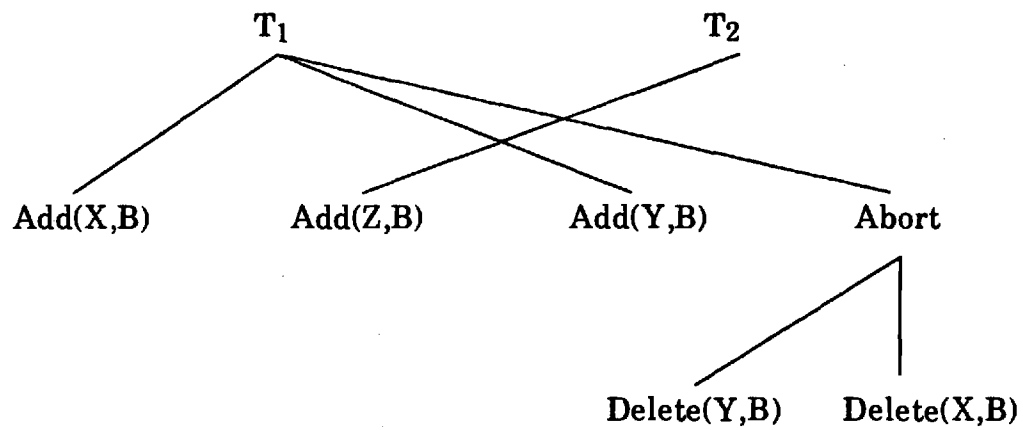 T1 T2
Add(X,B) Add(Z,B) Add(Y,B) Abort
Delete(Y,B) Delete(X,B)